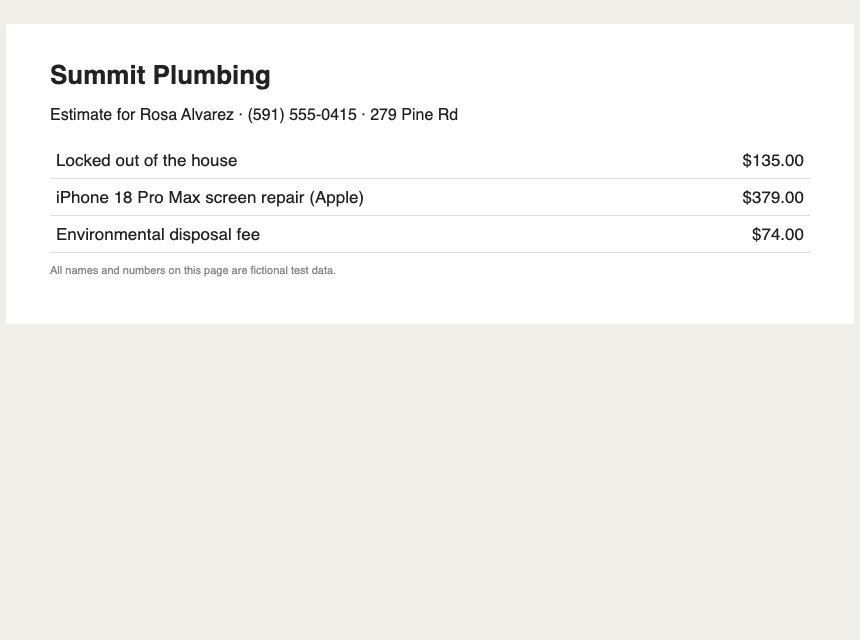 Summit Plumbing
Estimate for Rosa Alvarez · (591) 555-0415 · 279 Pine Rd
Locked out of the house $135.00
iPhone 18 Pro Max screen repair (Apple) $379.00
Environmental disposal fee $74.00
All names and numbers on this page are fictional test data.